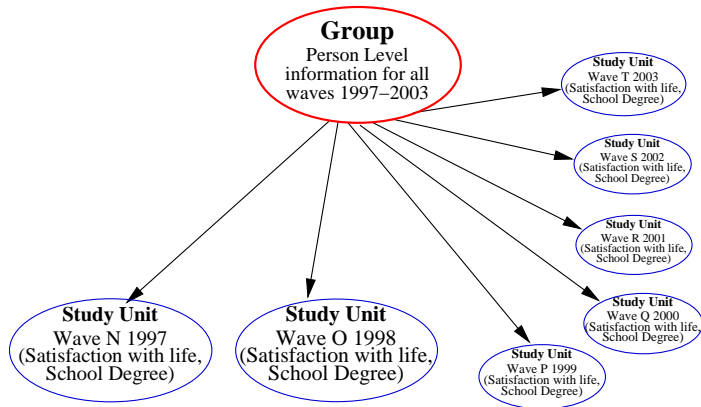 Group
Person Level
information for all
waves 1997–2003
Study Unit
Wave T 2003
(Satisfaction with life,
School Degree)
Study Unit
Wave S 2002
(Satisfaction with life,
School Degree)
Study Unit
Wave R 2001
(Satisfaction with life,
School Degree)
Study Unit
Wave Q 2000
(Satisfaction with life,
School Degree)
Study Unit
Wave P 1999
(Satisfaction with life,
School Degree)
Study Unit
Wave O 1998
(Satisfaction with life,
School Degree)
Study Unit
Wave N 1997
(Satisfaction with life,
School Degree)